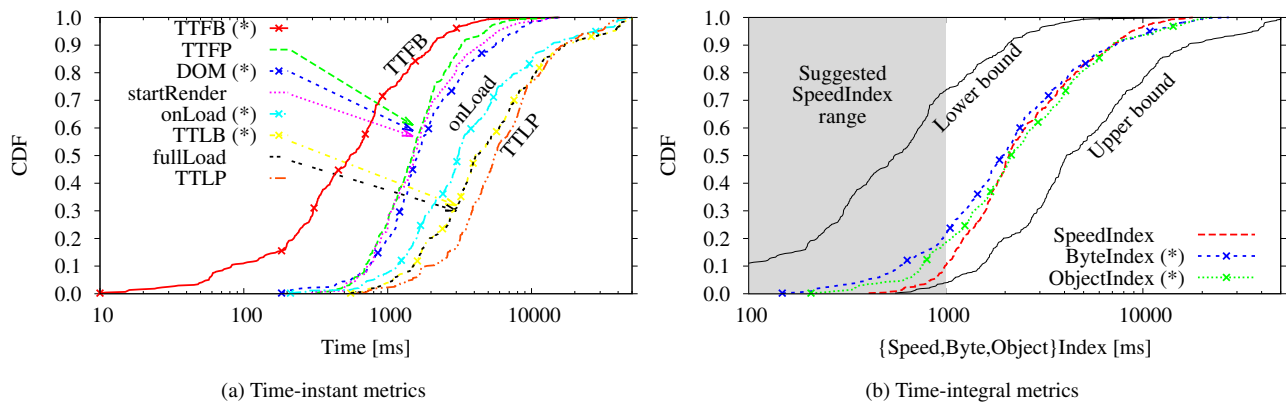 CDF
1.0
0.9
0.8
0.7
0.6
0.5
0.4
0.3
0.2
0.1
0.0
TTFB (*)
TTFP
DOM (*)
startRender
onLoad (*)
TTLB (*)
fullLoad
TTLP
TTFB
onLoad
TTLP
10
100
1000
10000
Time [ms]
(a) Time-instant metrics
CDF
1.0
0.9
0.8
0.7
0.6
0.5
0.4
0.3
0.2
0.1
0.0
Suggested
SpeedIndex
range
Lower bound
Upper bound
SpeedIndex
ByteIndex (*)
ObjectIndex (*)
100
1000
10000
{Speed,Byte,Object}Index [ms]
(b) Time-integral metrics